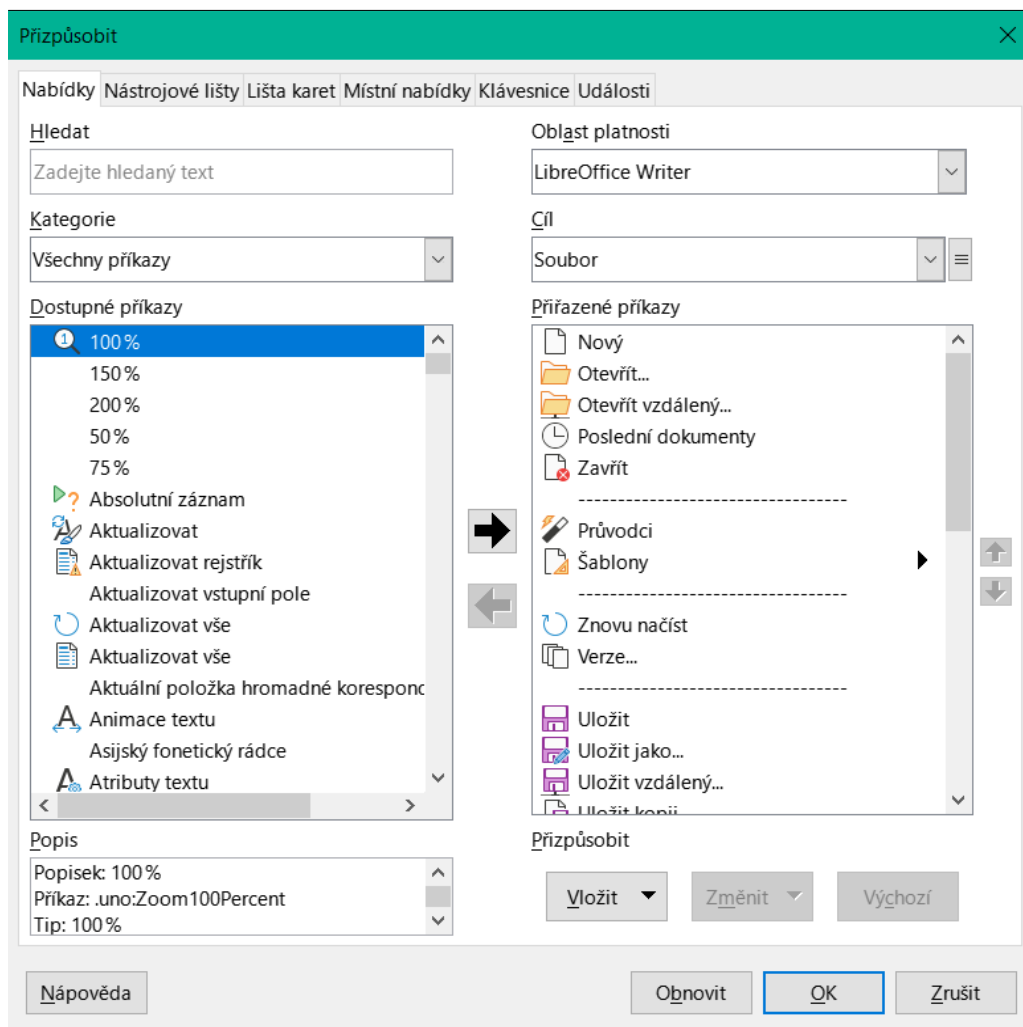 Přizpůsobit
Nabídky Nástrojové lišty Lišta karet Místní nabídky Klávesnice Události
Hledat
Zadejte hledaný text
Kategorie
Všechny příkazy
Dostupné příkazy
1 100 %
150 %
200 %
50 %
75 %
Absolutní záznam
Aktualizovat
Aktualizovat rejstřík
Aktualizovat vstupní pole
Aktualizovat vše
Aktualizovat vše
Aktuální položka hromadné koresponc
Animace textu
Asijský fonetický rádce
Atributy textu
Popis
Popisek: 100 %
Příkaz: .uno:Zoom100Percent
Tip: 100 %
Oblast platnosti
LibreOffice Writer
Cíl
Soubor
Přiřazené příkazy
Nový
Otevřít...
Otevřít vzdálený...
Poslední dokumenty
Zavřít
----------------------------------
Průvodci
Šablony
----------------------------------
Znovu načíst
Verze...
----------------------------------
Uložit
Uložit jako...
Uložit vzdálený...
Uložit kopii
Přizpůsobit
Vložit Změnit Výchozí
Nápověda Obnovit OK Zrušit